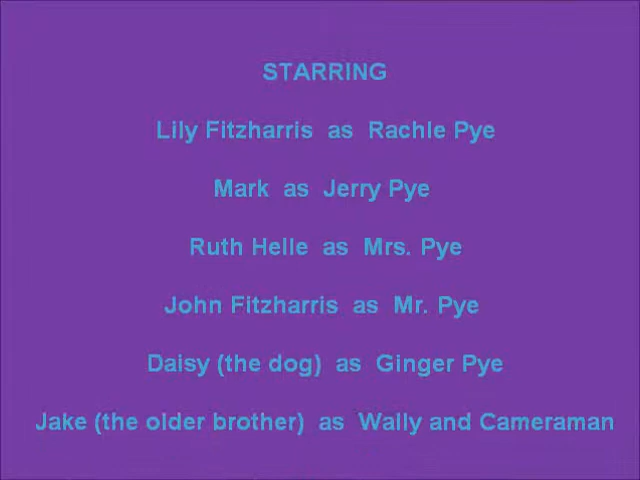 STARRING
Lily Fitzharris as Rachle Pye
Mark as Jerry Pye
Ruth Helle as Mrs. Pye
John Fitzharris as Mr. Pye
Daisy (the dog) as Ginger Pye
Jake (the older brother) as Wally and Cameraman